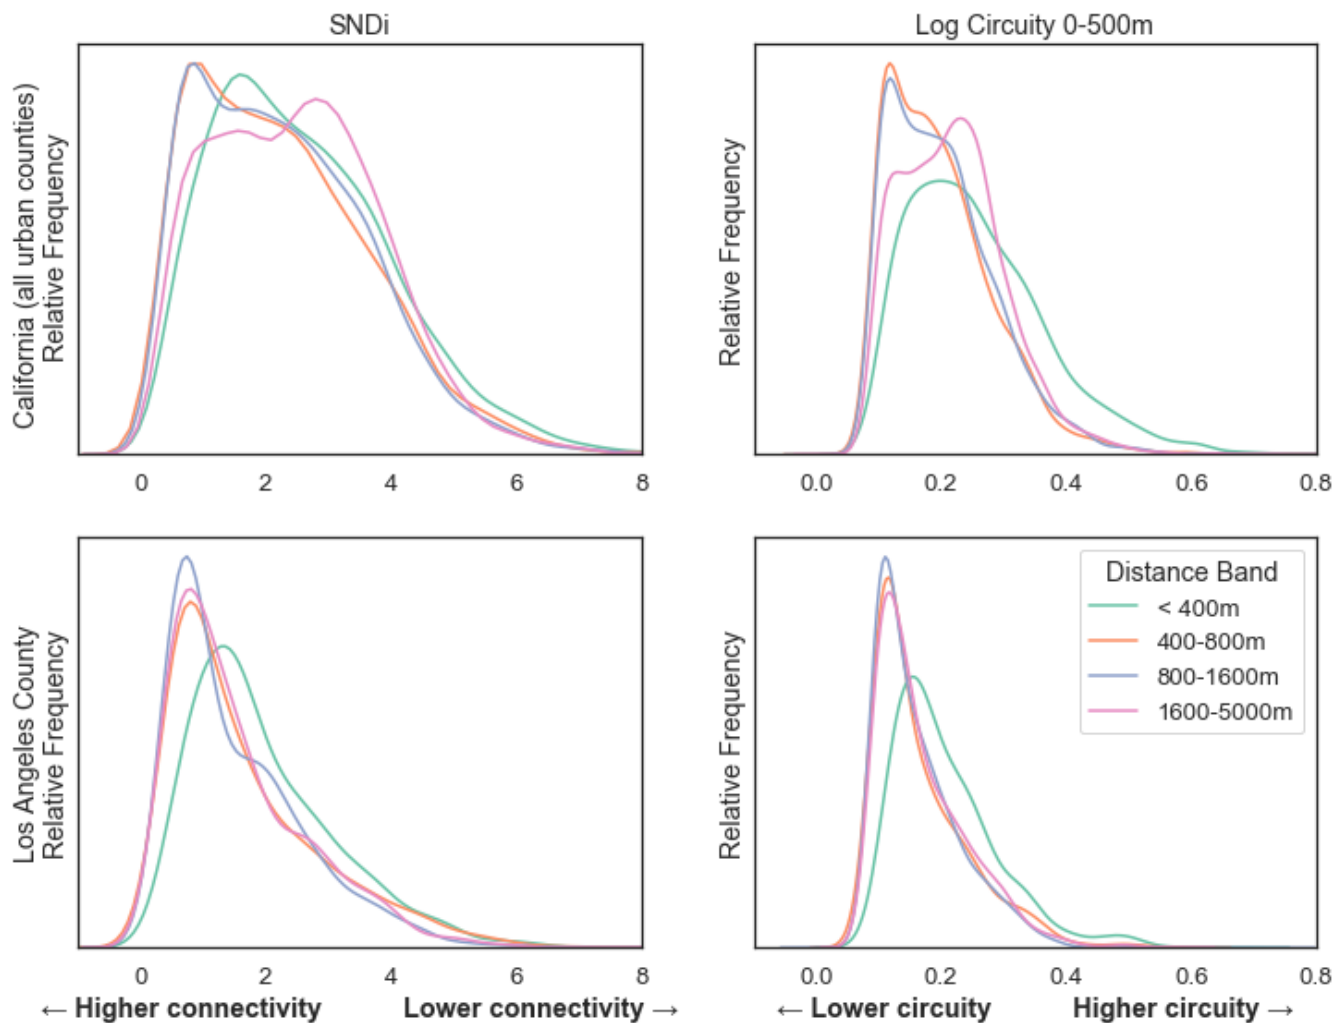 SNDi
Log Circuity 0-500m
California (all urban counties)
Relative Frequency
Relative Frequency
0 2 4 6 8
0.0 0.2 0.4 0.6 0.8
Los Angeles County
Relative Frequency
Relative Frequency
Distance Band
< 400m
400-800m
800-1600m
1600-5000m
0 2 4 6 8
0.0 0.2 0.4 0.6 0.8
← Higher connectivity Lower connectivity →
← Lower circuity Higher circuity →